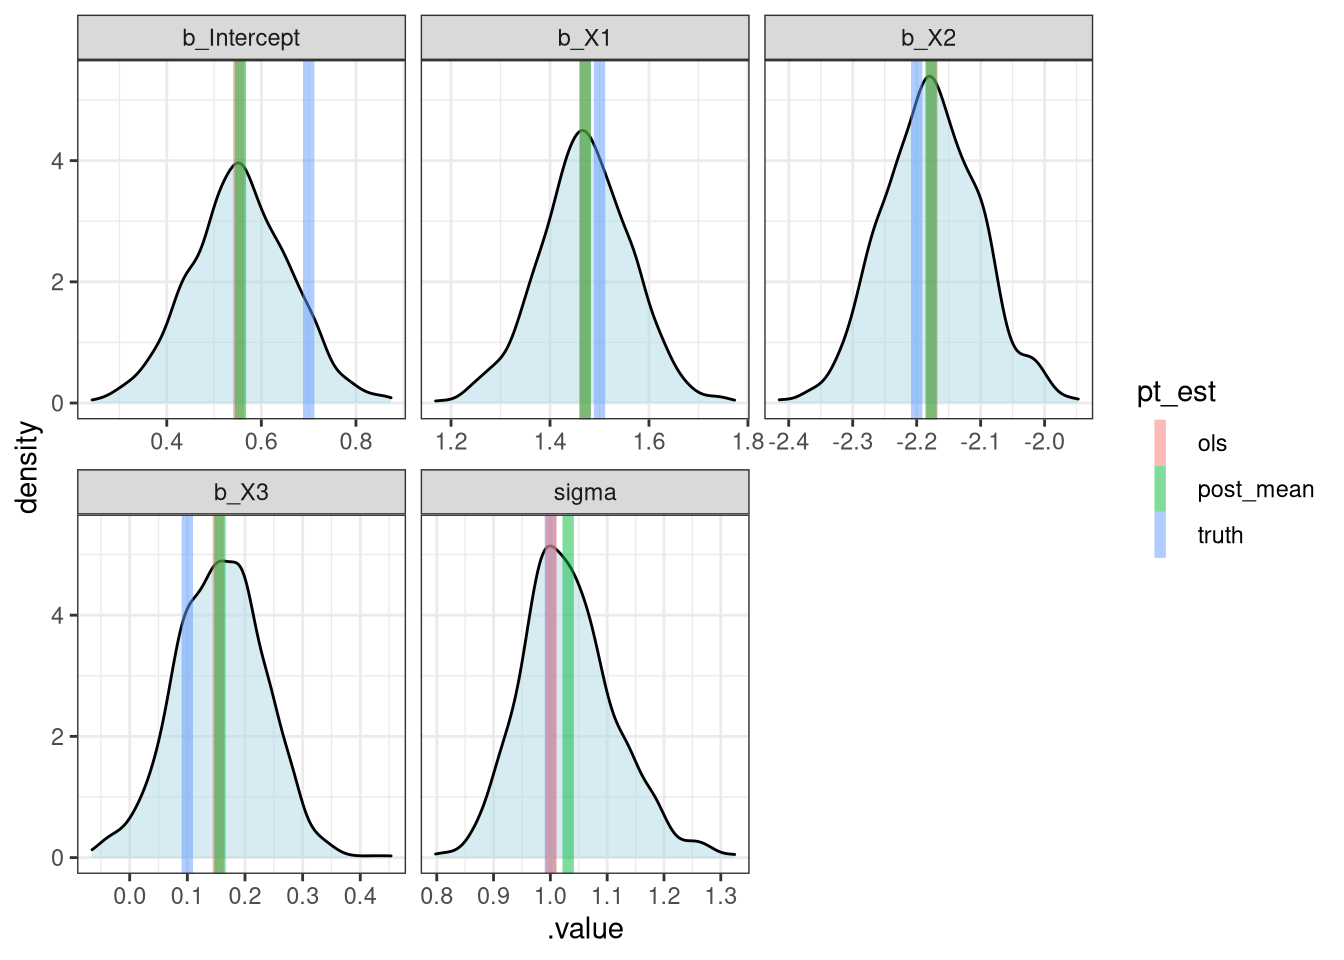 b_Intercept b_X1 b_X2
4
2
0
0.4 0.6 0.8 1.2 1.4 1.6 1.8 -2.4 -2.3 -2.2 -2.1 -2.0
b_X3 sigma
4
2
0
0.0 0.1 0.2 0.3 0.4 0.8 0.9 1.0 1.1 1.2 1.3
density
.value
pt_est
ols
post_mean
truth